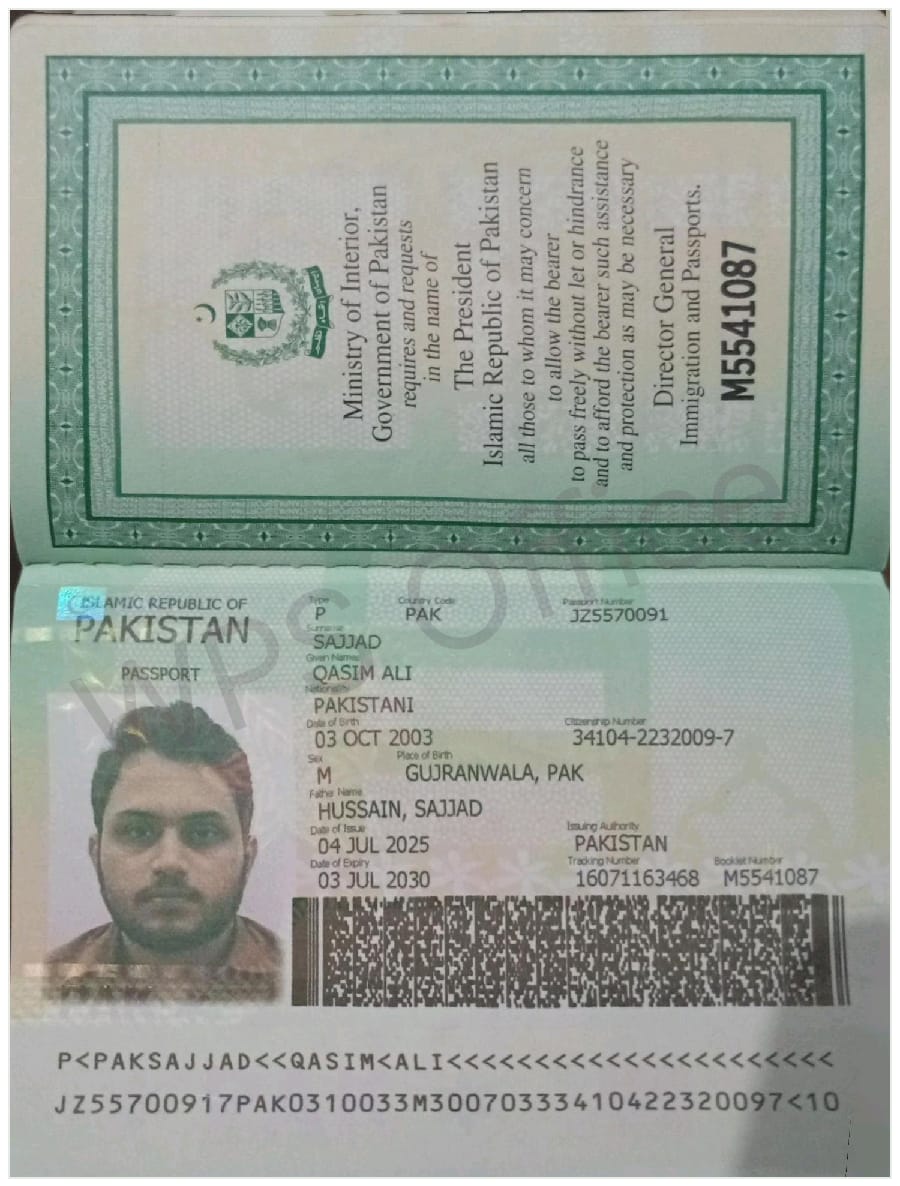 Ministry of Interior,
Government of Pakistan
requires and requests
in the name of
The President
Islamic Republic of Pakistan
all those to whom it may concern
to allow the bearer
to pass freely without let or hindrance
and to afford the bearer such assistance
and protection as may be necessary
Director General
Immigration and Passports.
M5541087
ISLAMIC REPUBLIC OF
PAKISTAN
PASSPORT
Type Country Code Passport Number
P PAK JZ5570091
Surname
SAJJAD
Given Names
QASIM ALI
Nationality
PAKISTANI
Date of Birth Citizenship Number
03 OCT 2003 34104-2232009-7
Sex Place of Birth
M GUJRANWALA, PAK
Father Name
HUSSAIN, SAJJAD
Date of Issue Issuing Authority
04 JUL 2025 PAKISTAN
Date of Expiry Tracking Number Booklet Number
03 JUL 2030 16071163468 M5541087
P<PAKSAJJAD<<QASIM<ALI<<<<<<<<<<<<<<<<<<<<<<
JZ55700917PAK0310033M30070333410422320097<10
WPS Office